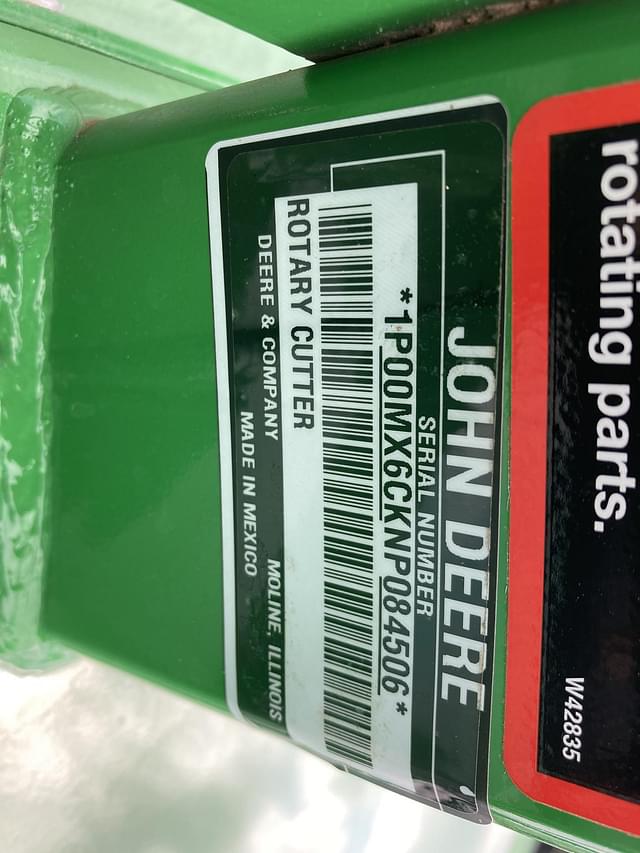 rotating parts.
W42835
JOHN DEERE
SERIAL NUMBER
*1P00MX6CKNP084506*
ROTARY CUTTER
DEERE & COMPANY MOLINE, ILLINOIS
MADE IN MEXICO